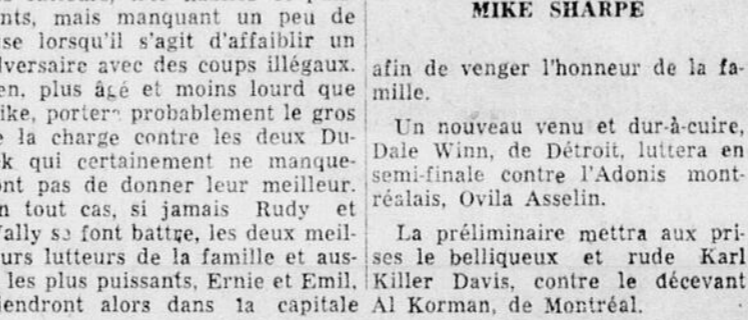 nts, mais manquant un peu de
se lorsqu'il s'agit d'affaiblir un
lversaire avec des coups illégaux.
en, plus âgé et moins lourd que
ike, porter probablement le gros
e la charge contre les deux Du-
k qui certainement ne manque-
ont pas de donner leur meilleur.
n tout cas, si jamais Rudy et
ally se font battre, les deux meil-
urs lutteurs de la famille et aus-
les plus puissants, Ernie et Emil,
iendront alors dans la capitale
MIKE SHARPE
afin de venger l'honneur de la fa-
mille.
Un nouveau venu et dur-à-cuire,
Dale Winn, de Détroit, luttera en
semi-finale contre l'Adonis mont-
réalais, Ovila Asselin.
La préliminaire mettra aux pri-
ses le belliqueux et rude Karl
Killer Davis, contre le décevant
Al Korman, de Montréal.